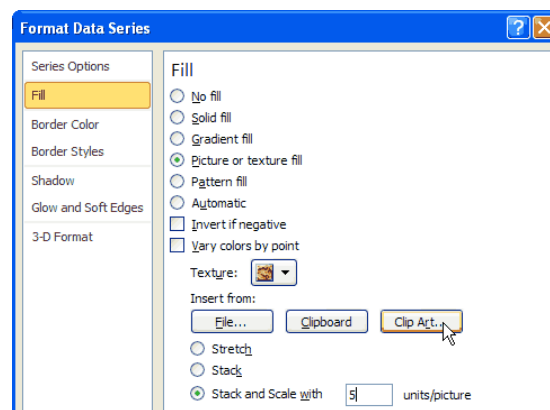 Format Data Series
Series Options
Fill
Border Color
Border Styles
Shadow
Glow and Soft Edges
3-D Format
Fill
No fill
Solid fill
Gradient fill
Picture or texture fill
Pattern fill
Automatic
Invert if negative
Vary colors by point
Texture:
Insert from:
File... Clipboard Clip Art...
Stretch
Stack
Stack and Scale with 5 units/picture